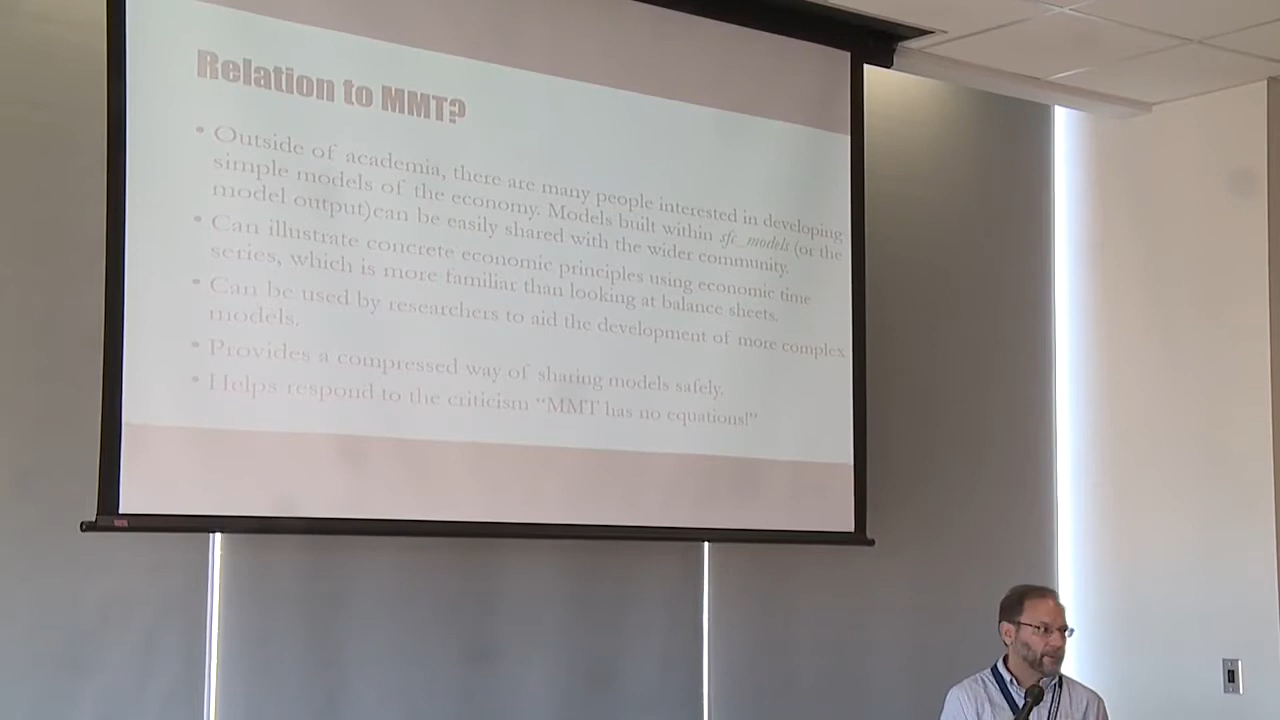 Relation to MMT?
• Outside of academia, there are many people interested in developing
simple models of the economy. Models built within sfc_models (or the
model output)can be easily shared with the wider community.
• Can illustrate concrete economic principles using economic time
series, which is more familiar than looking at balance sheets.
• Can be used by researchers to aid the development of more complex
models.
• Provides a compressed way of sharing models safely.
• Helps respond to the criticism “MMT has no equations!”